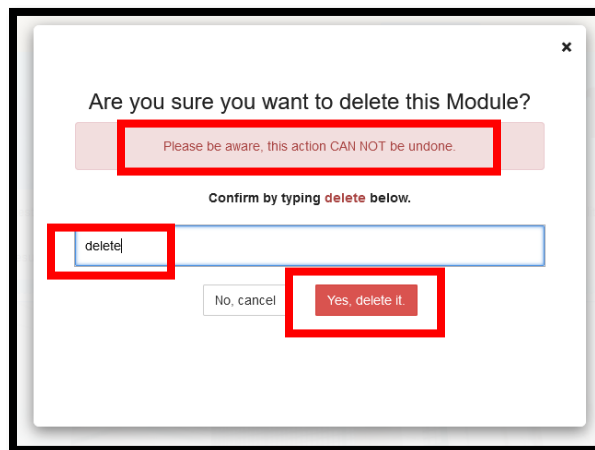 ×
Are you sure you want to delete this Module?
Please be aware, this action CAN NOT be undone.
Confirm by typing delete below.
delete
No, cancel
Yes, delete it.